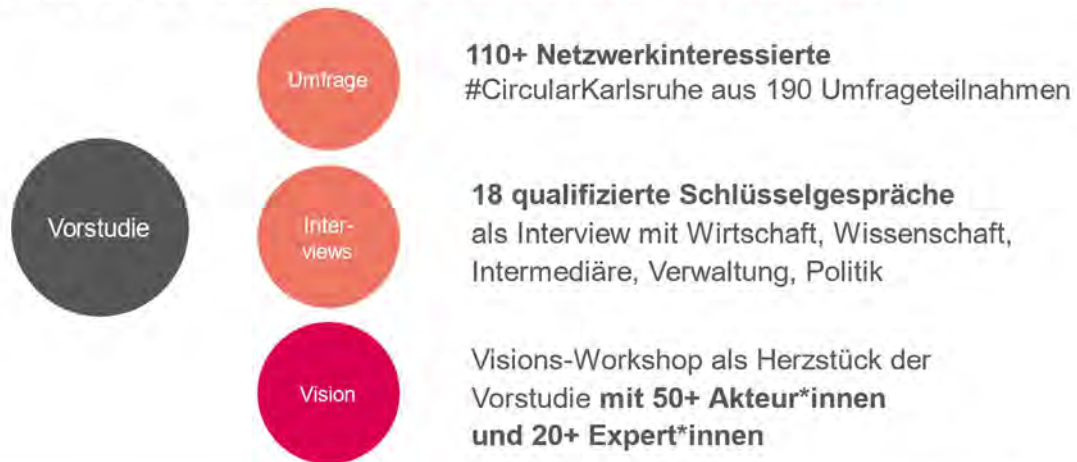 Umfrage
110+ Netzwerkinteressierte
#CircularKarlsruhe aus 190 Umfrageteilnahmen
Vorstudie
Inter-
views
18 qualifizierte Schlüsselgespräche
als Interview mit Wirtschaft, Wissenschaft,
Intermediäre, Verwaltung, Politik
Vision
Visions-Workshop als Herzstück der
Vorstudie mit 50+ Akteur*innen
und 20+ Expert*innen